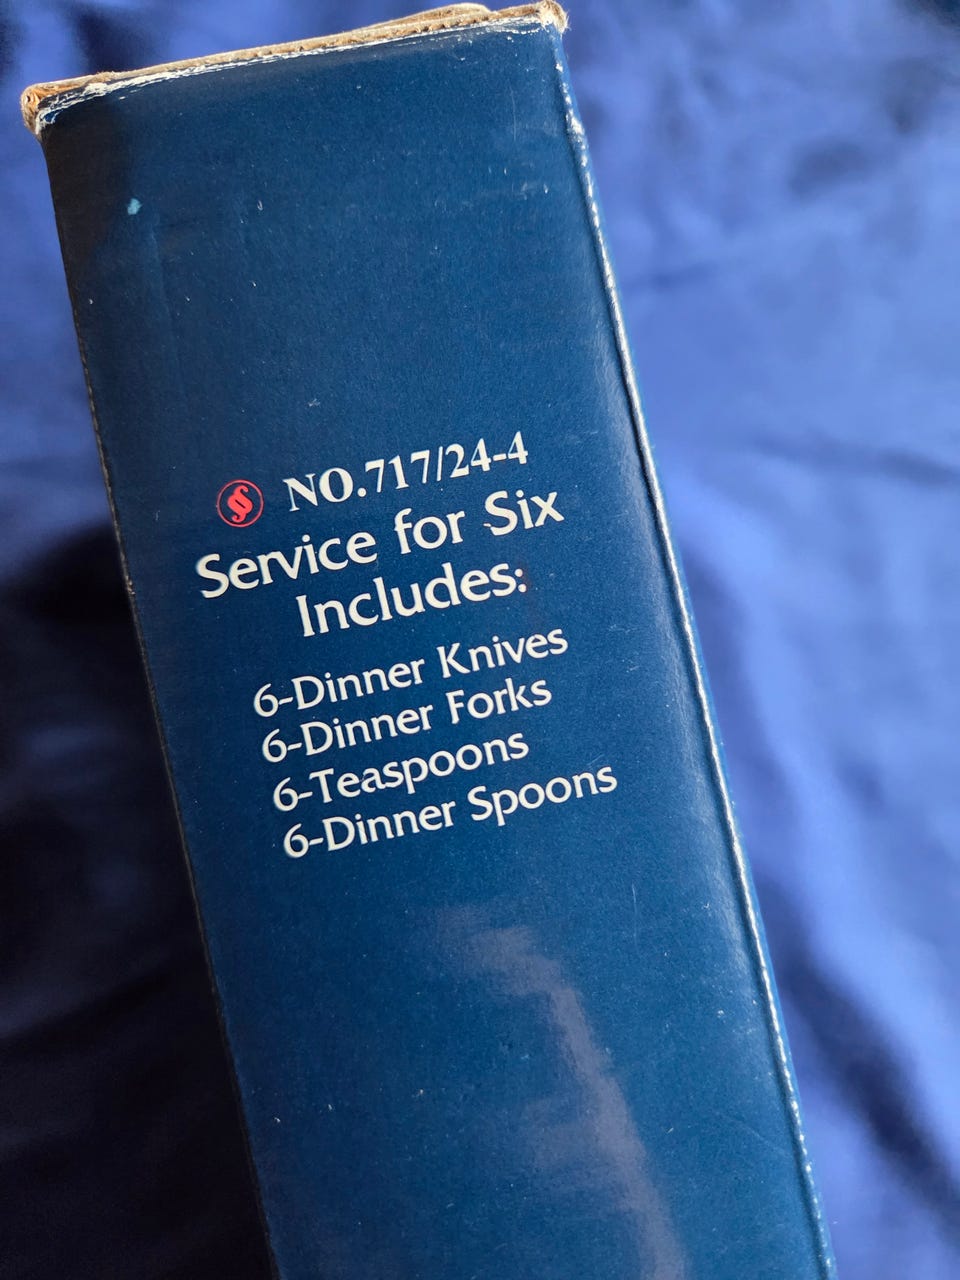 NO.717/24-4
Service for Six
Includes:
6-Dinner Knives
6-Dinner Forks
6-Teaspoons
6-Dinner Spoons